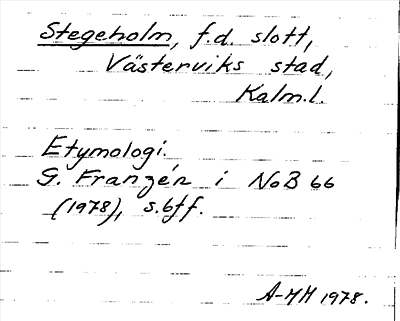 Stegeholm, f.d. slott,
Västerviks stad,
Kalm.l.
Etymologi.
G. Franzén i NoB 66
(1978), s. 6ff.
A-MH 1978.